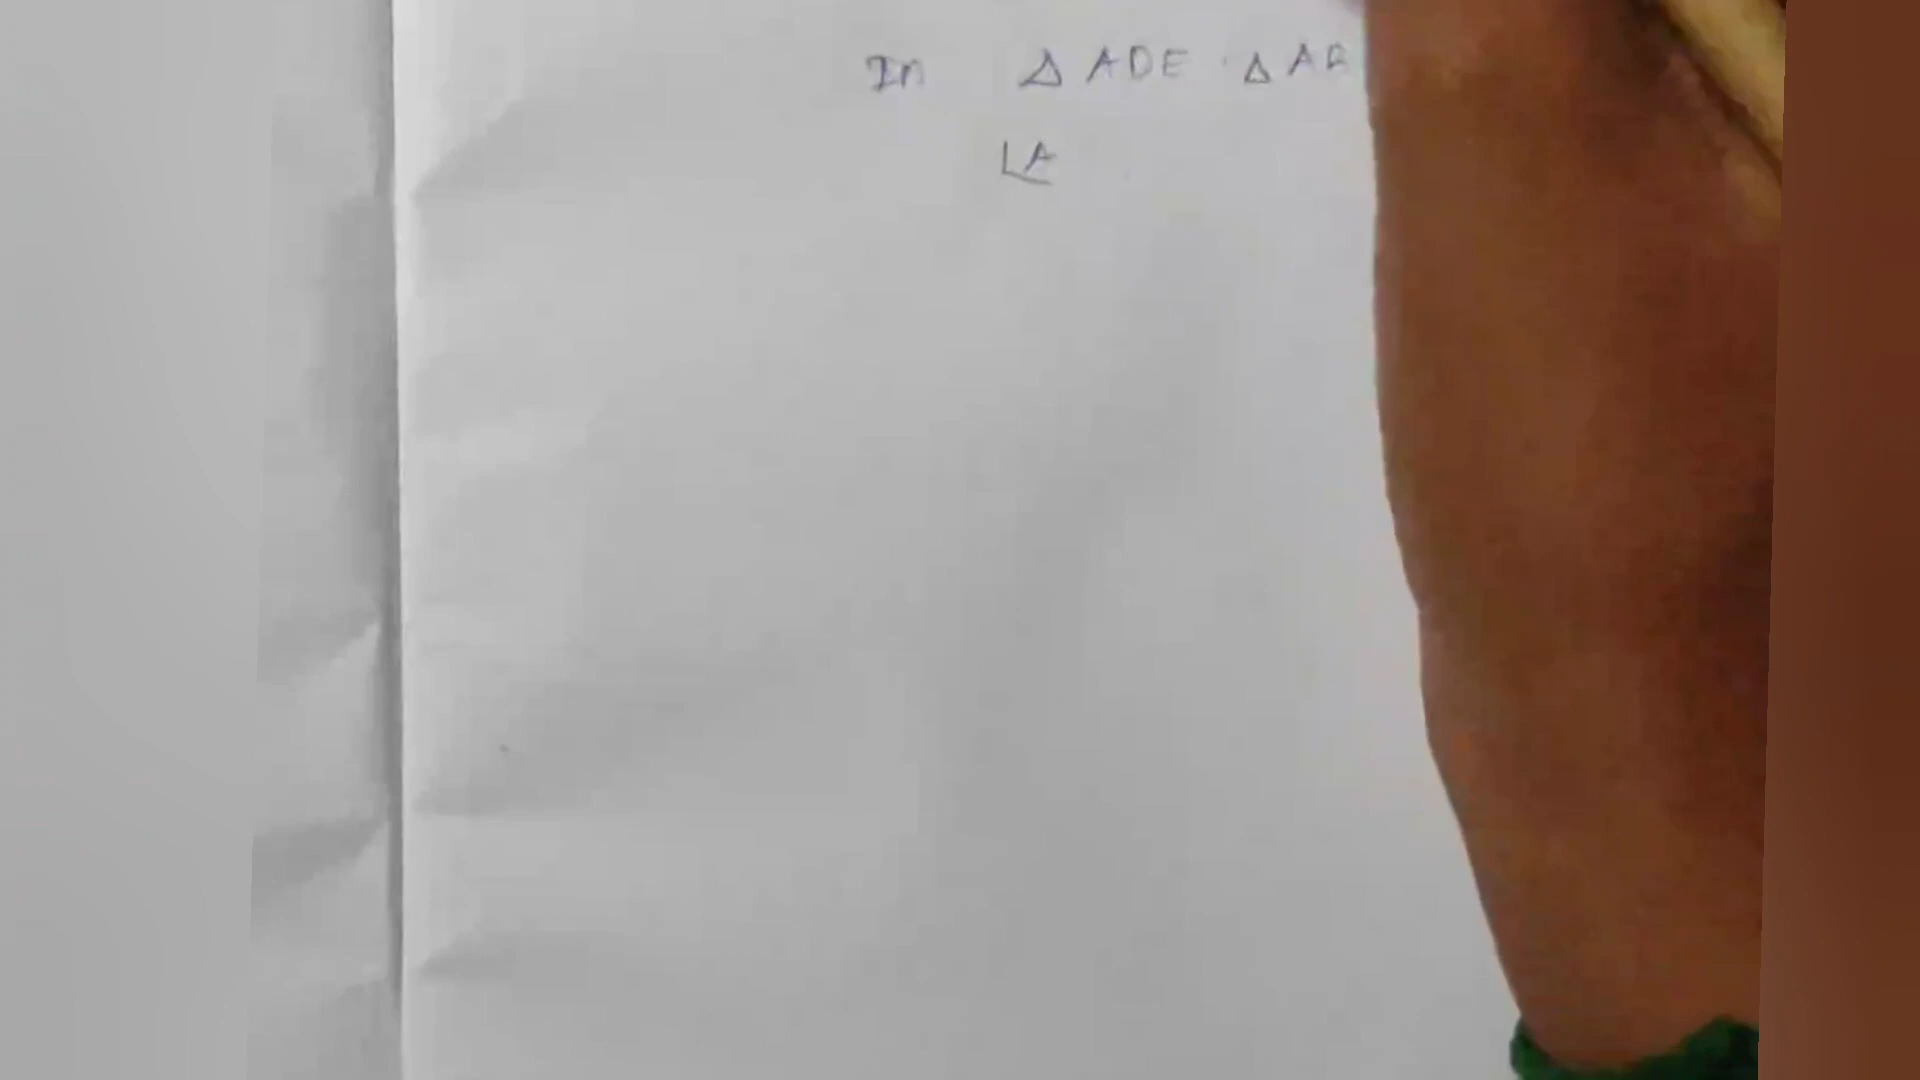 In △ ADE . △ AB
∠A